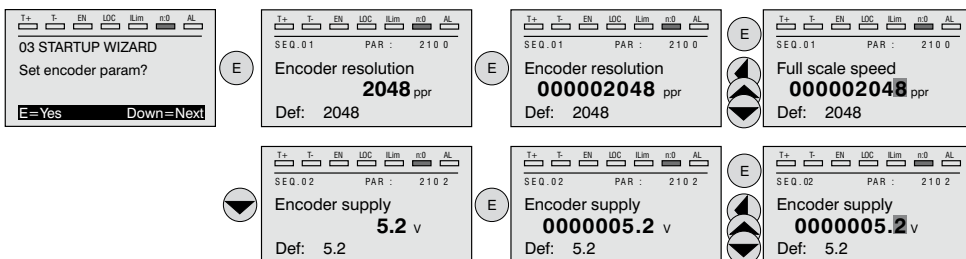 T+ T- EN LOC ILim n:0 AL
03 STARTUP WIZARD
Set encoder param?
E=Yes Down=Next
E
T+ T- EN LOC ILim n:0 AL
SEQ.01 PAR : 2100
Encoder resolution
2048 ppr
Def: 2048
E
T+ T- EN LOC ILim n:0 AL
SEQ.01 PAR : 2100
Encoder resolution
000002048 ppr
Def: 2048
E
T+ T- EN LOC ILim n:0 AL
SEQ.01 PAR : 2100
Full scale speed
000002048 ppr
Def: 2048
T+ T- EN LOC ILim n:0 AL
SEQ.02 PAR : 2102
Encoder supply
5.2 V
Def: 5.2
E
T+ T- EN LOC ILim n:0 AL
SEQ.02 PAR : 2102
Encoder supply
0000005.2 V
Def: 5.2
E
T+ T- EN LOC ILim n:0 AL
SEQ.02 PAR : 2102
Encoder supply
0000005.2 V
Def: 5.2